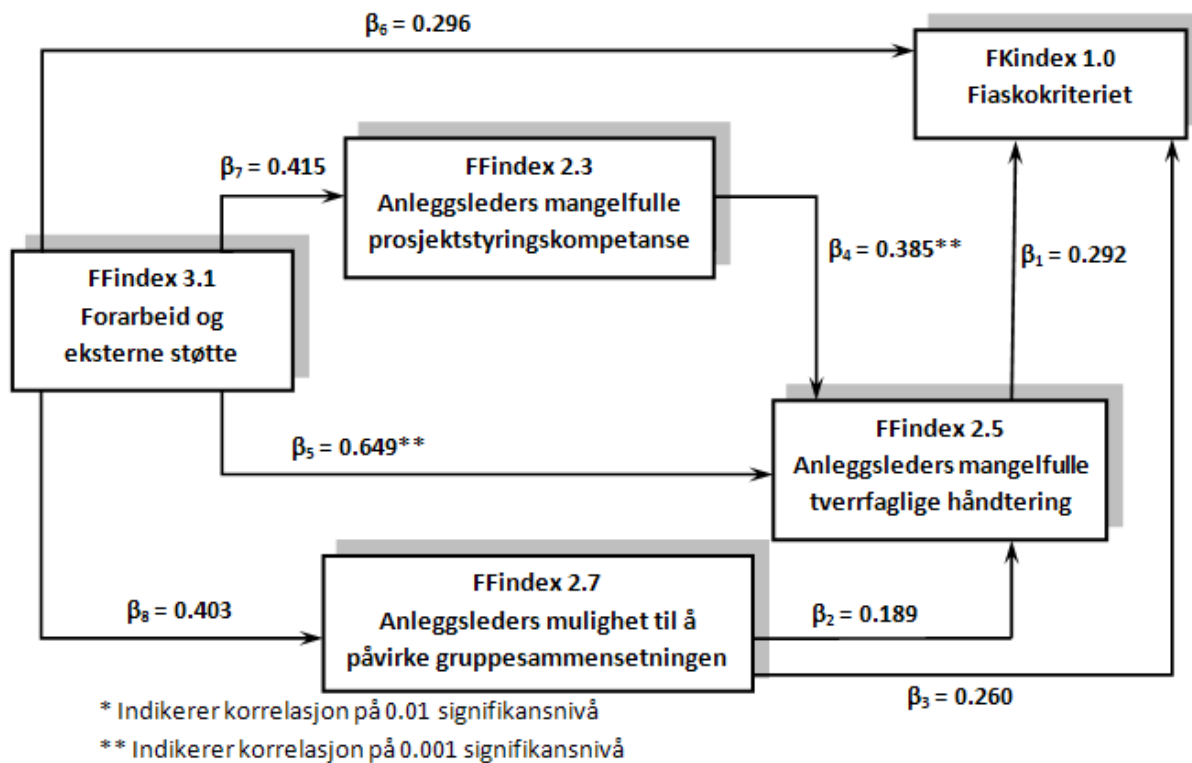 β₆ = 0.296
FKindex 1.0
Fiaskokriteriet
β₇ = 0.415
FFindex 2.3
Anleggsleders mangelfulle
prosjektstyringskompetanse
β₄ = 0.385**
β₁ = 0.292
FFindex 3.1
Forarbeid og
eksterne støtte
β₅ = 0.649**
FFindex 2.5
Anleggsleders mangelfulle
tverrfaglige håndtering
β₈ = 0.403
FFindex 2.7
Anleggsleders mulighet til å
påvirke gruppesammensetningen
β₂ = 0.189
β₃ = 0.260
* Indikerer korrelasjon på 0.01 signifikansnivå
** Indikerer korrelasjon på 0.001 signifikansnivå